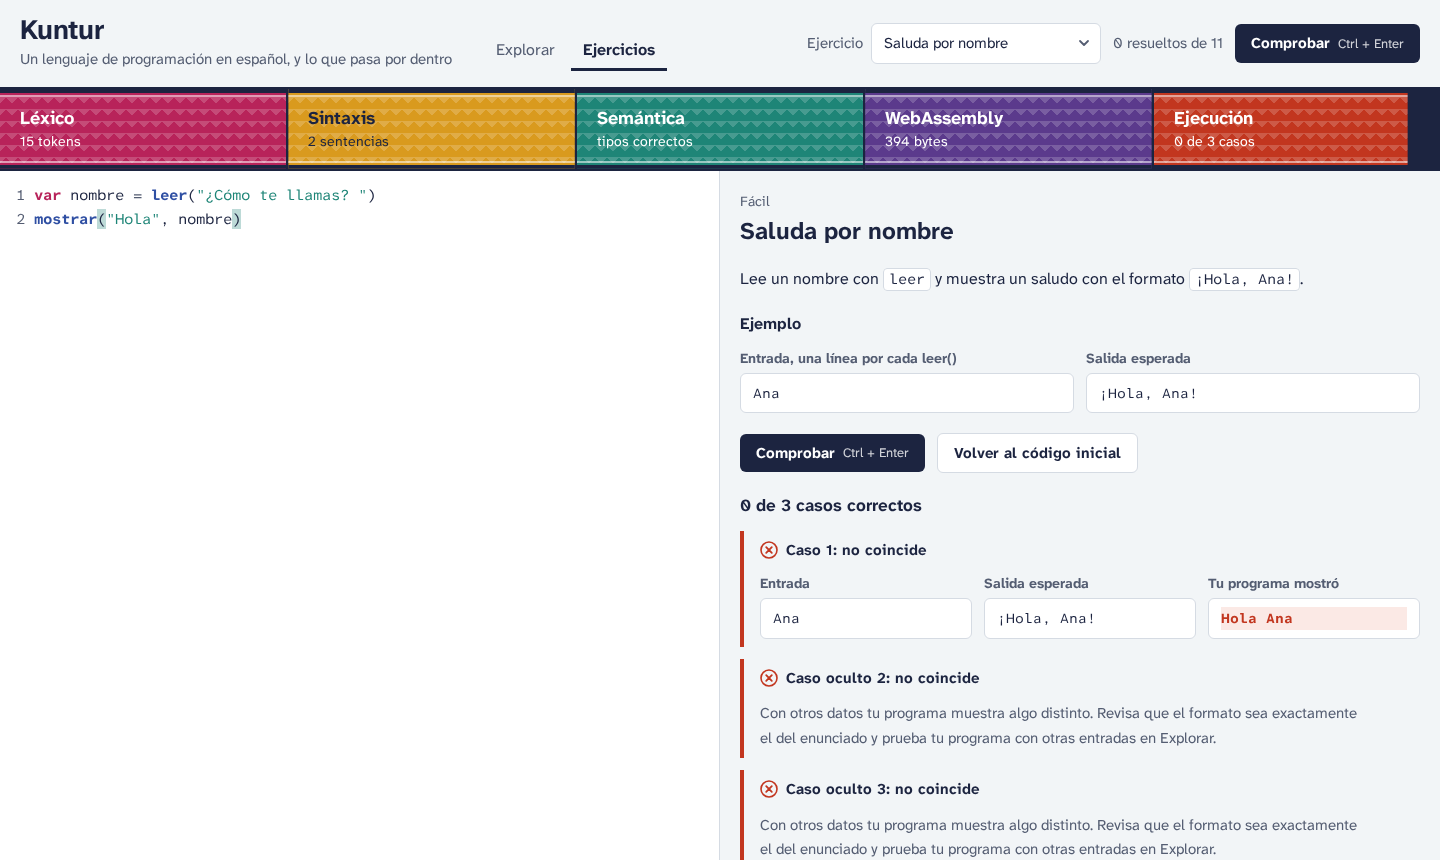 Kuntur
Un lenguaje de programación en español, y lo que pasa por dentro
Explorar
Ejercicios
Ejercicio
Saluda por nombre
0 resueltos de 11
Comprobar Ctrl + Enter
Léxico
15 tokens
Sintaxis
2 sentencias
Semántica
tipos correctos
WebAssembly
394 bytes
Ejecución
0 de 3 casos
1 var nombre = leer("¿Cómo te llamas? ")
2 mostrar("Hola", nombre)
Fácil
Saluda por nombre
Lee un nombre con leer y muestra un saludo con el formato ¡Hola, Ana!.
Ejemplo
Entrada, una línea por cada leer()
Salida esperada
Ana
¡Hola, Ana!
Comprobar Ctrl + Enter
Volver al código inicial
0 de 3 casos correctos
Caso 1: no coincide
Entrada
Salida esperada
Tu programa mostró
Ana
¡Hola, Ana!
Hola Ana
Caso oculto 2: no coincide
Con otros datos tu programa muestra algo distinto. Revisa que el formato sea exactamente
el del enunciado y prueba tu programa con otras entradas en Explorar.
Caso oculto 3: no coincide
Con otros datos tu programa muestra algo distinto. Revisa que el formato sea exactamente
el del enunciado y prueba tu programa con otras entradas en Explorar.